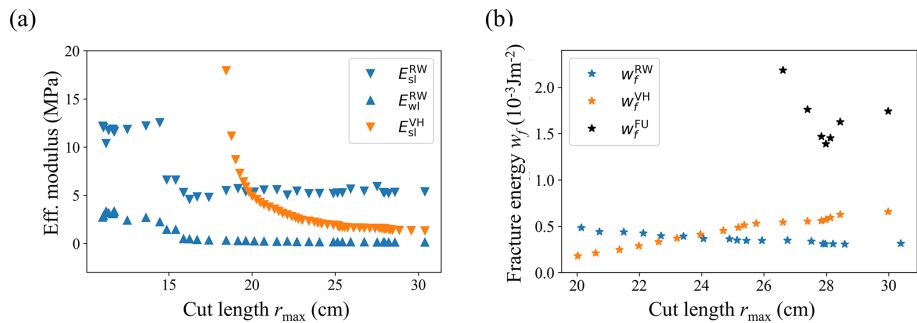 (a)
Eff. modulus (MPa)
20
15
10
5
0
E_sl^RW
E_wl^RW
E_sl^VH
15
20
25
30
Cut length r_max (cm)
(b)
Fracture energy w_f (10^-3 Jm^-2)
2.0
1.5
1.0
0.5
0.0
w_f^RW
w_f^VH
w_f^FU
20
22
24
26
28
30
Cut length r_max (cm)